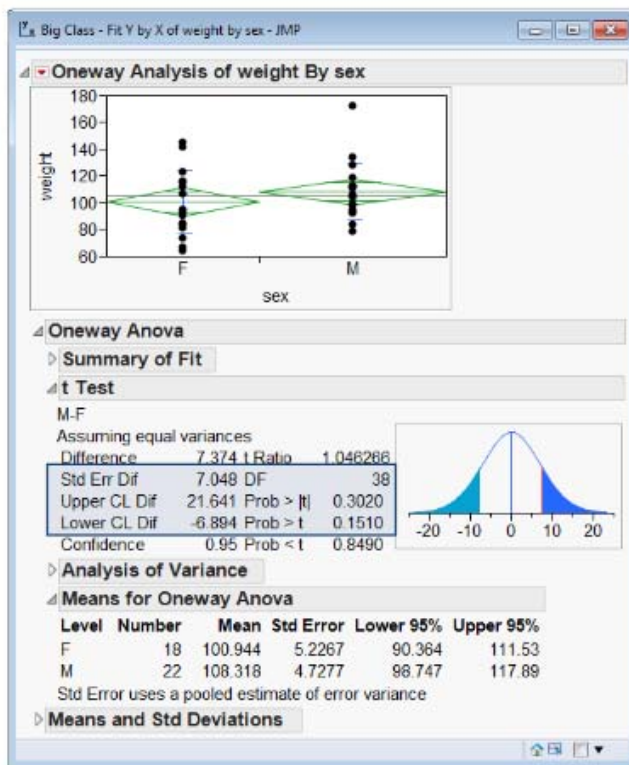 Big Class - Fit Y by X of weight by sex - JMP
Oneway Analysis of weight By sex
180
160
140
120
100
80
60
weight
F M
sex
Oneway Anova
Summary of Fit
t Test
M-F
Assuming equal variances
Difference 7.374 t Ratio 1.046266
Std Err Dif 7.048 DF 38
Upper CL Dif 21.641 Prob > |t| 0.3020
Lower CL Dif -6.894 Prob > t 0.1510
Confidence 0.95 Prob < t 0.8490
-20 -10 0 10 20
Analysis of Variance
Means for Oneway Anova
Level Number Mean Std Error Lower 95% Upper 95%
F 18 100.944 5.2267 90.364 111.53
M 22 108.318 4.7277 98.747 117.89
Std Error uses a pooled estimate of error variance
Means and Std Deviations